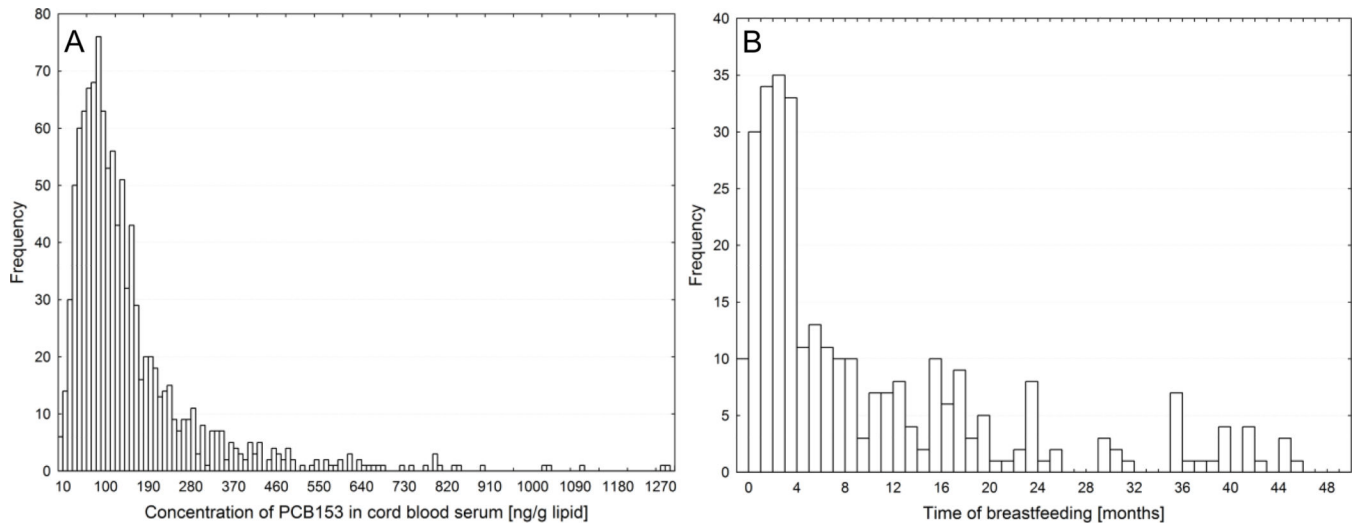 A
80
70
60
50
40
30
20
10
0
Frequency
10 100 190 280 370 460 550 640 730 820 910 1000 1090 1180 1270
Concentration of PCB153 in cord blood serum [ng/g lipid]
B
40
35
30
25
20
15
10
5
0
Frequency
0 4 8 12 16 20 24 28 32 36 40 44 48
Time of breastfeeding [months]